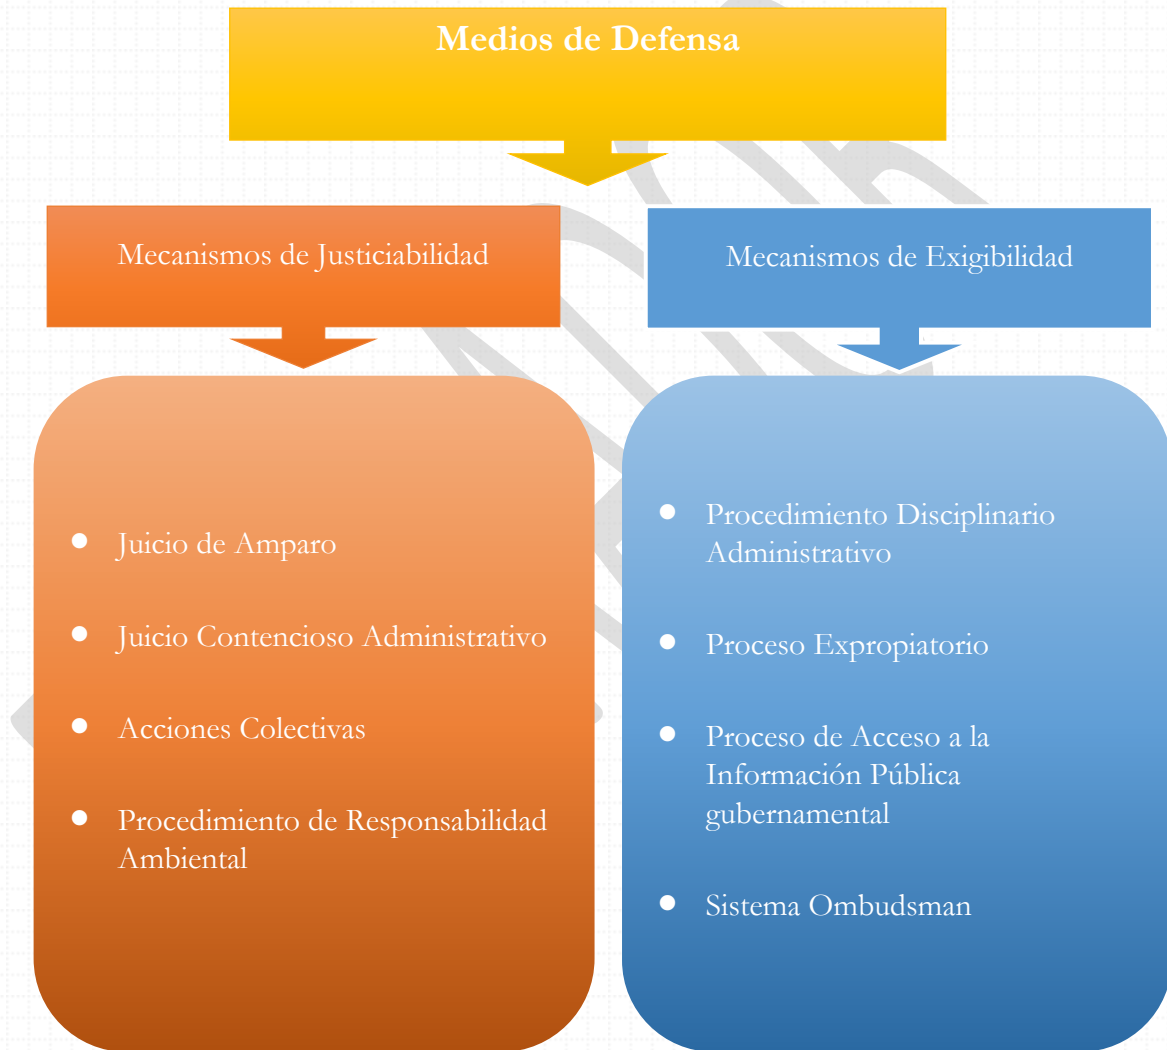 Medios de Defensa
Mecanismos de Justiciabilidad
Mecanismos de Exigibilidad
• Juicio de Amparo
• Juicio Contencioso Administrativo
• Acciones Colectivas
• Procedimiento de Responsabilidad
Ambiental
• Procedimiento Disciplinario
Administrativo
• Proceso Expropiatorio
• Proceso de Acceso a la
Información Pública
gubernamental
• Sistema Ombudsman